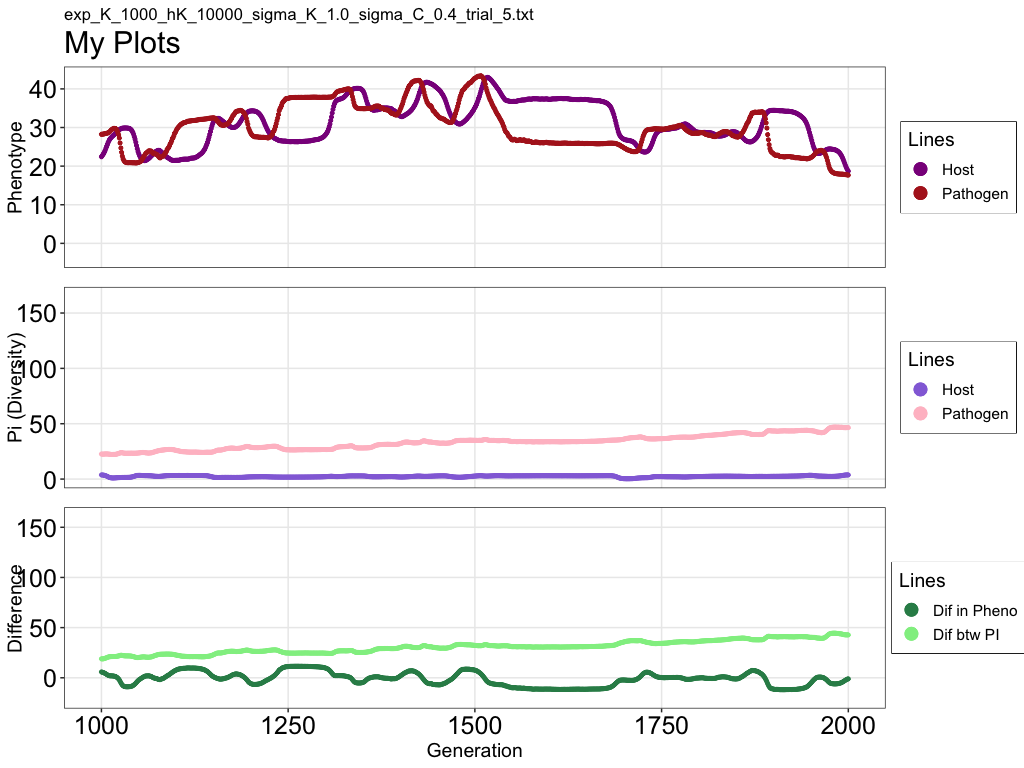 exp_K_1000_hK_10000_sigma_K_1.0_sigma_C_0.4_trial_5.txt
My Plots
Phenotype
40
30
20
10
0
Lines
Host
Pathogen
Pi (Diversity)
150
100
50
0
Lines
Host
Pathogen
Difference
150
100
50
0
Lines
Dif in Pheno
Dif btw PI
1000
1250
1500
1750
2000
Generation